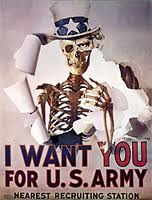 I WANT YOU
FOR U.S. ARMY
NEAREST RECRUITING STATION